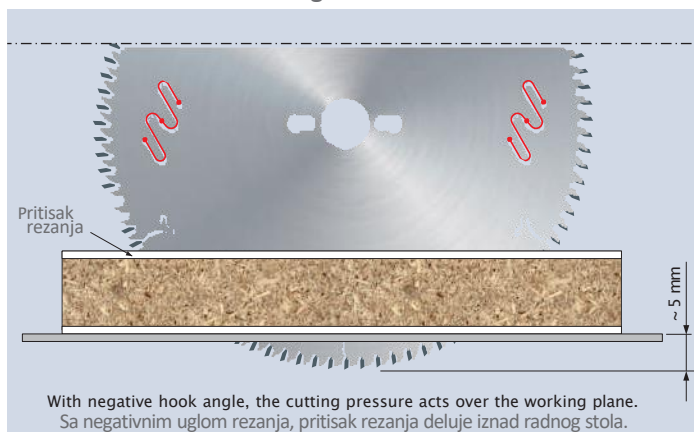 Pritisak
rezanja
~ 5 mm
With negative hook angle, the cutting pressure acts over the working plane.
Sa negativnim uglom rezanja, pritisak rezanja deluje iznad radnog stola.